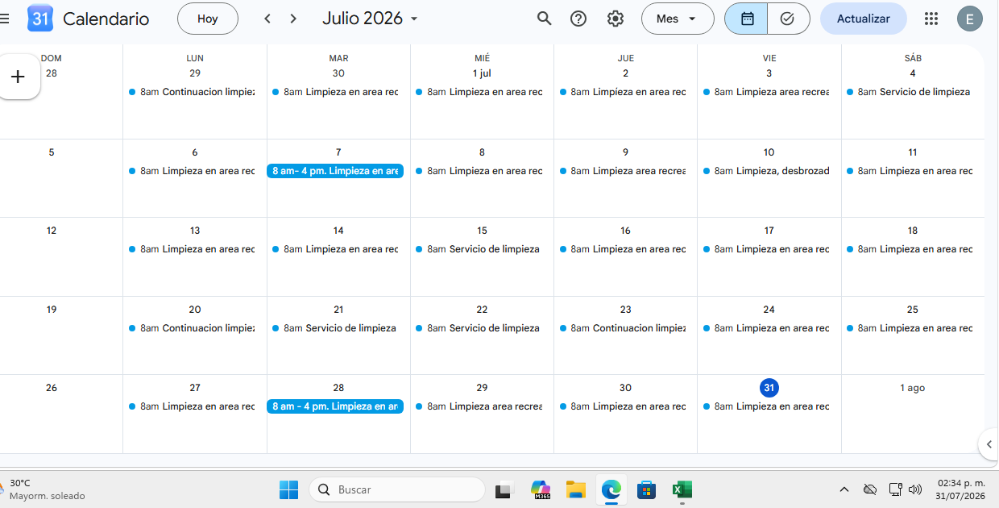 31 Calendario Hoy Julio 2026 Mes Actualizar E
DOM LUN MAR MIÉ JUE VIE SÁB
28 29 30 1 jul 2 3 4
8am Continuacion limpiez 8am Limpieza en area rec 8am Limpieza en area rec 8am Limpieza en area rec 8am Limpieza area recrea 8am Servicio de limpieza
5 6 7 8 9 10 11
8am Limpieza en area rec 8 am- 4 pm. Limpieza en are 8am Limpieza en area rec 8am Limpieza area recrea 8am Limpieza, desbrozad 8am Limpieza en area rec
12 13 14 15 16 17 18
8am Limpieza en area rec 8am Limpieza en area rec 8am Servicio de limpieza 8am Limpieza en area rec 8am Limpieza en area rec 8am Limpieza en area rec
19 20 21 22 23 24 25
8am Continuacion limpiez 8am Servicio de limpieza 8am Servicio de limpieza 8am Continuacion limpiez 8am Limpieza en area rec 8am Limpieza en area rec
26 27 28 29 30 31 1 ago
8am Limpieza en area rec 8 am - 4 pm. Limpieza en ar 8am Limpieza area recrea 8am Limpieza en area rec 8am Limpieza en area rec
30°C
Mayorm. soleado
Buscar
M365
02:34 p. m.
31/07/2026